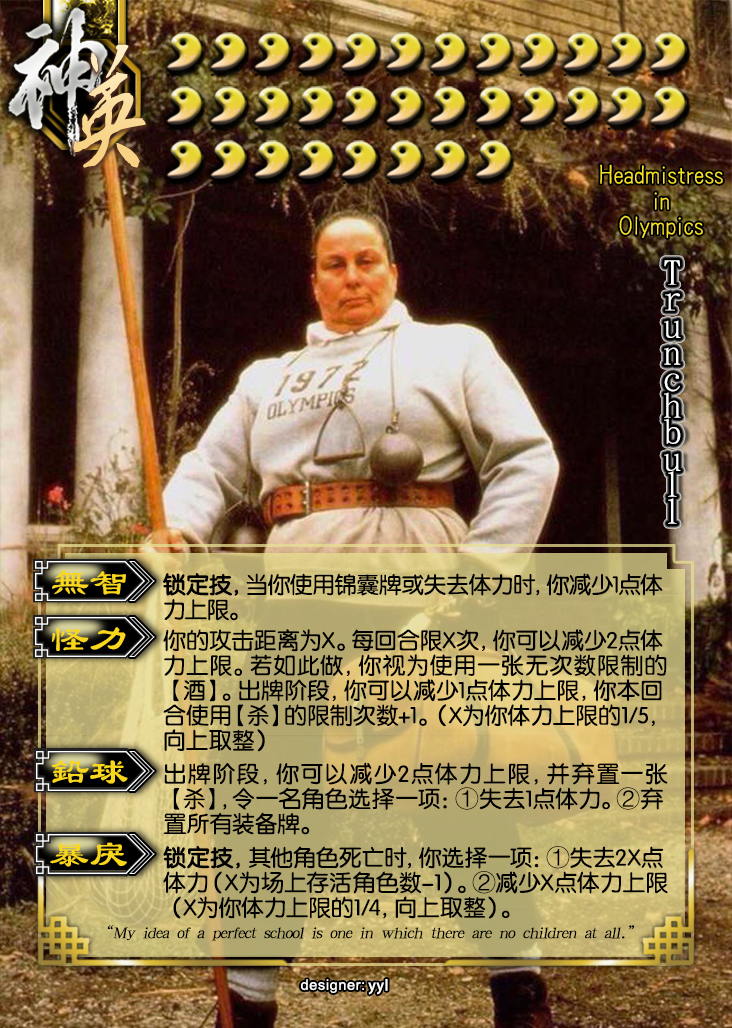 神
英
Headmistress
in
Olympics
Trunchbull
1972
OLYMPICS
無智
锁定技,当你使用锦囊牌或失去体力时,你减少1点体
力上限。
怪力
你的攻击距离为X。每回合限X次,你可以减少2点体
力上限。若如此做,你视为使用一张无次数限制的
【酒】。出牌阶段,你可以减少1点体力上限,你本回
合使用【杀】的限制次数+1。(X为你体力上限的1/5,
向上取整)
鉛球
出牌阶段,你可以减少2点体力上限,并弃置一张
【杀】,令一名角色选择一项:①失去1点体力。②弃
置所有装备牌。
暴戾
锁定技,其他角色死亡时,你选择一项:①失去2X点
体力(X为场上存活角色数-1)。②减少X点体力上限
(X为你体力上限的1/4,向上取整)。
“My idea of a perfect school is one in which there are no children at all.”
designer: yyl